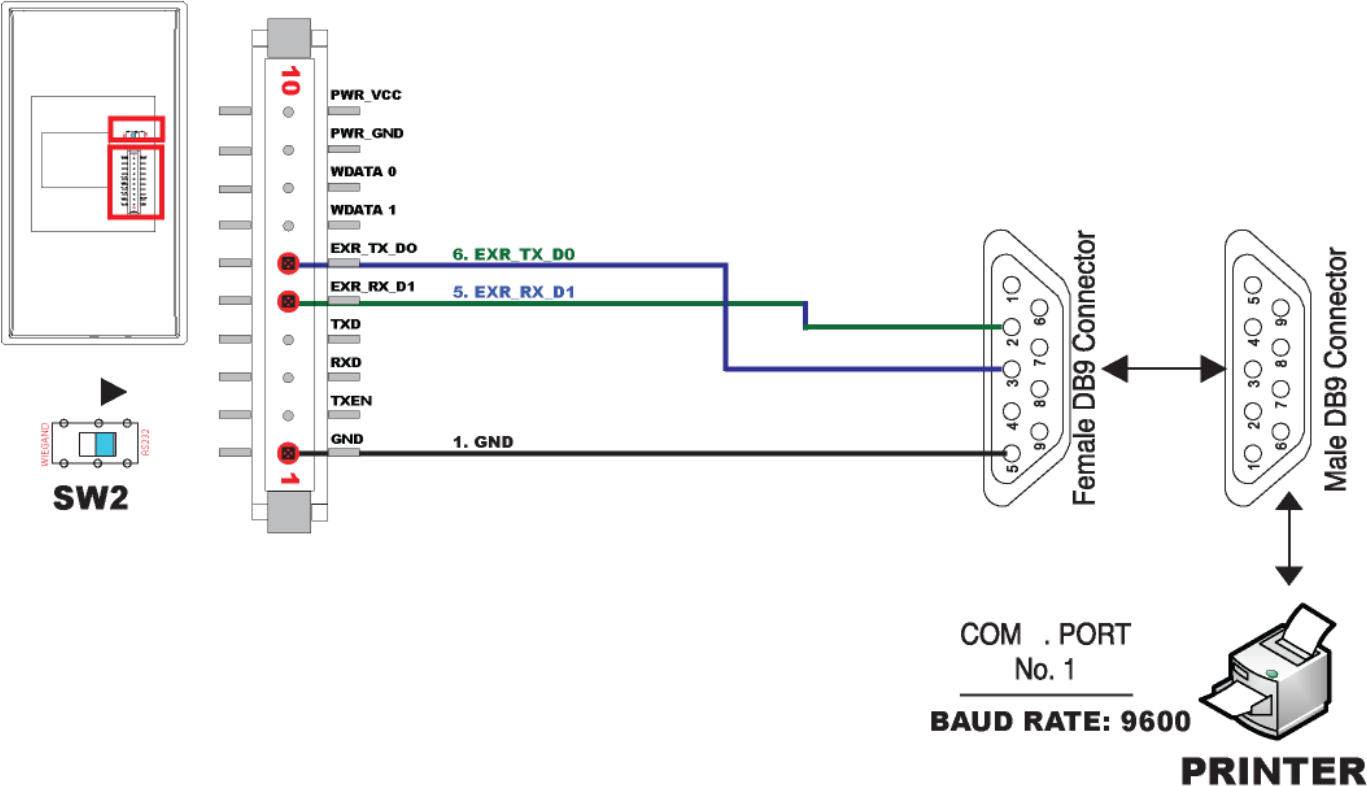 10
PWR_VCC
PWR_GND
WDATA 0
WDATA 1
EXR_TX_DO
6. EXR_TX_D0
EXR_RX_D1
5. EXR_RX_D1
TXD
RXD
TXEN
GND
1. GND
1
WIEGAND
RS232
SW2
1
6
2
7
3
8
4
9
5
Female DB9 Connector
5
9
4
8
3
7
2
6
1
Male DB9 Connector
COM . PORT
No. 1
BAUD RATE: 9600
PRINTER